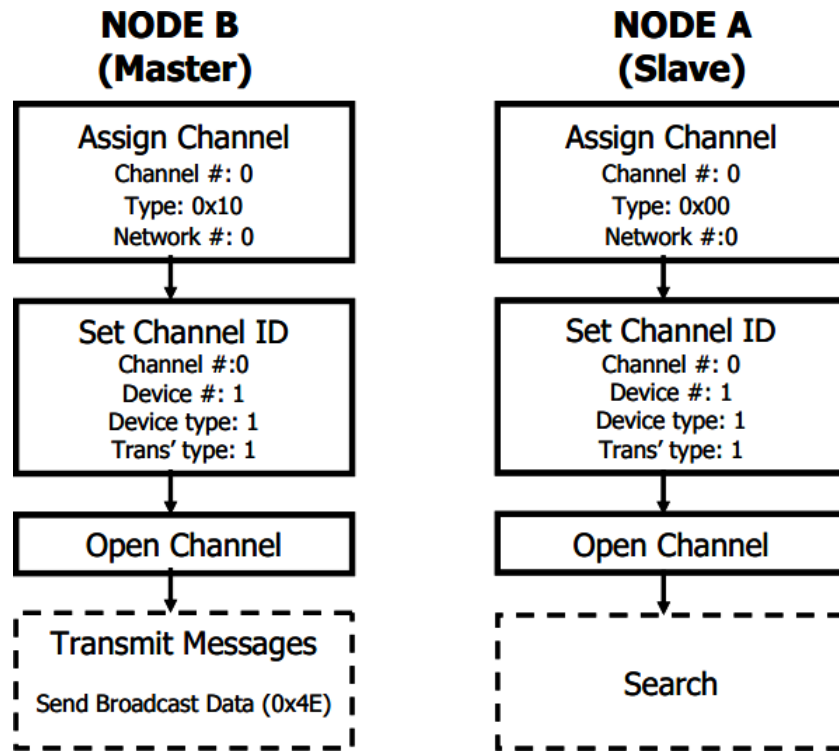 NODE B
(Master)
Assign Channel
Channel #: 0
Type: 0x10
Network #: 0
Set Channel ID
Channel #:0
Device #: 1
Device type: 1
Trans’ type: 1
Open Channel
Transmit Messages
Send Broadcast Data (0x4E)
NODE A
(Slave)
Assign Channel
Channel #: 0
Type: 0x00
Network #:0
Set Channel ID
Channel #: 0
Device #: 1
Device type: 1
Trans’ type: 1
Open Channel
Search